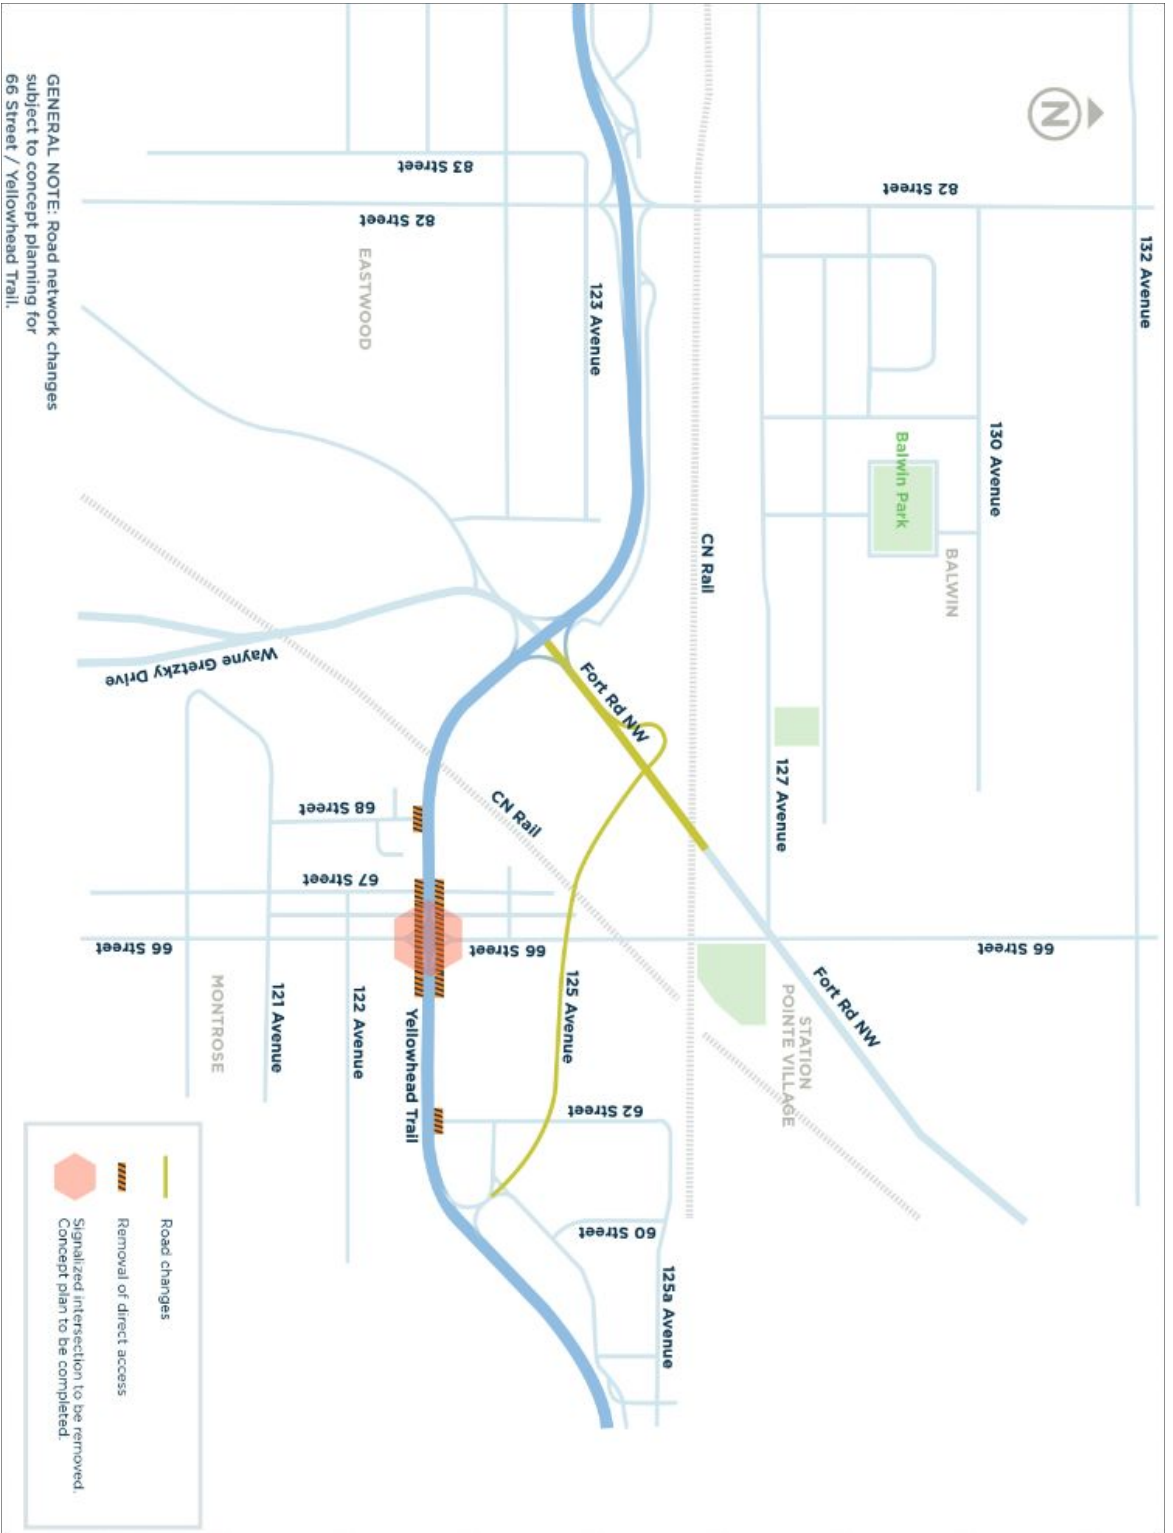 N
132 Avenue
82 Street
130 Avenue
Balwin Park
BALWIN
127 Avenue
66 Street
Fort Rd NW
STATION
POINTE VILLAGE
CN Rail
123 Avenue
Fort Rd NW
CN Rail
83 Street
82 Street
EASTWOOD
Wayne Gretzky Drive
68 Street
67 Street
66 Street
66 Street
125 Avenue
62 Street
60 Street
125a Avenue
Yellowhead Trail
122 Avenue
121 Avenue
MONTROSE
GENERAL NOTE: Road network changes
subject to concept planning for
66 Street / Yellowhead Trail.
Road changes
Removal of direct access
Signalized intersection to be removed.
Concept plan to be completed.